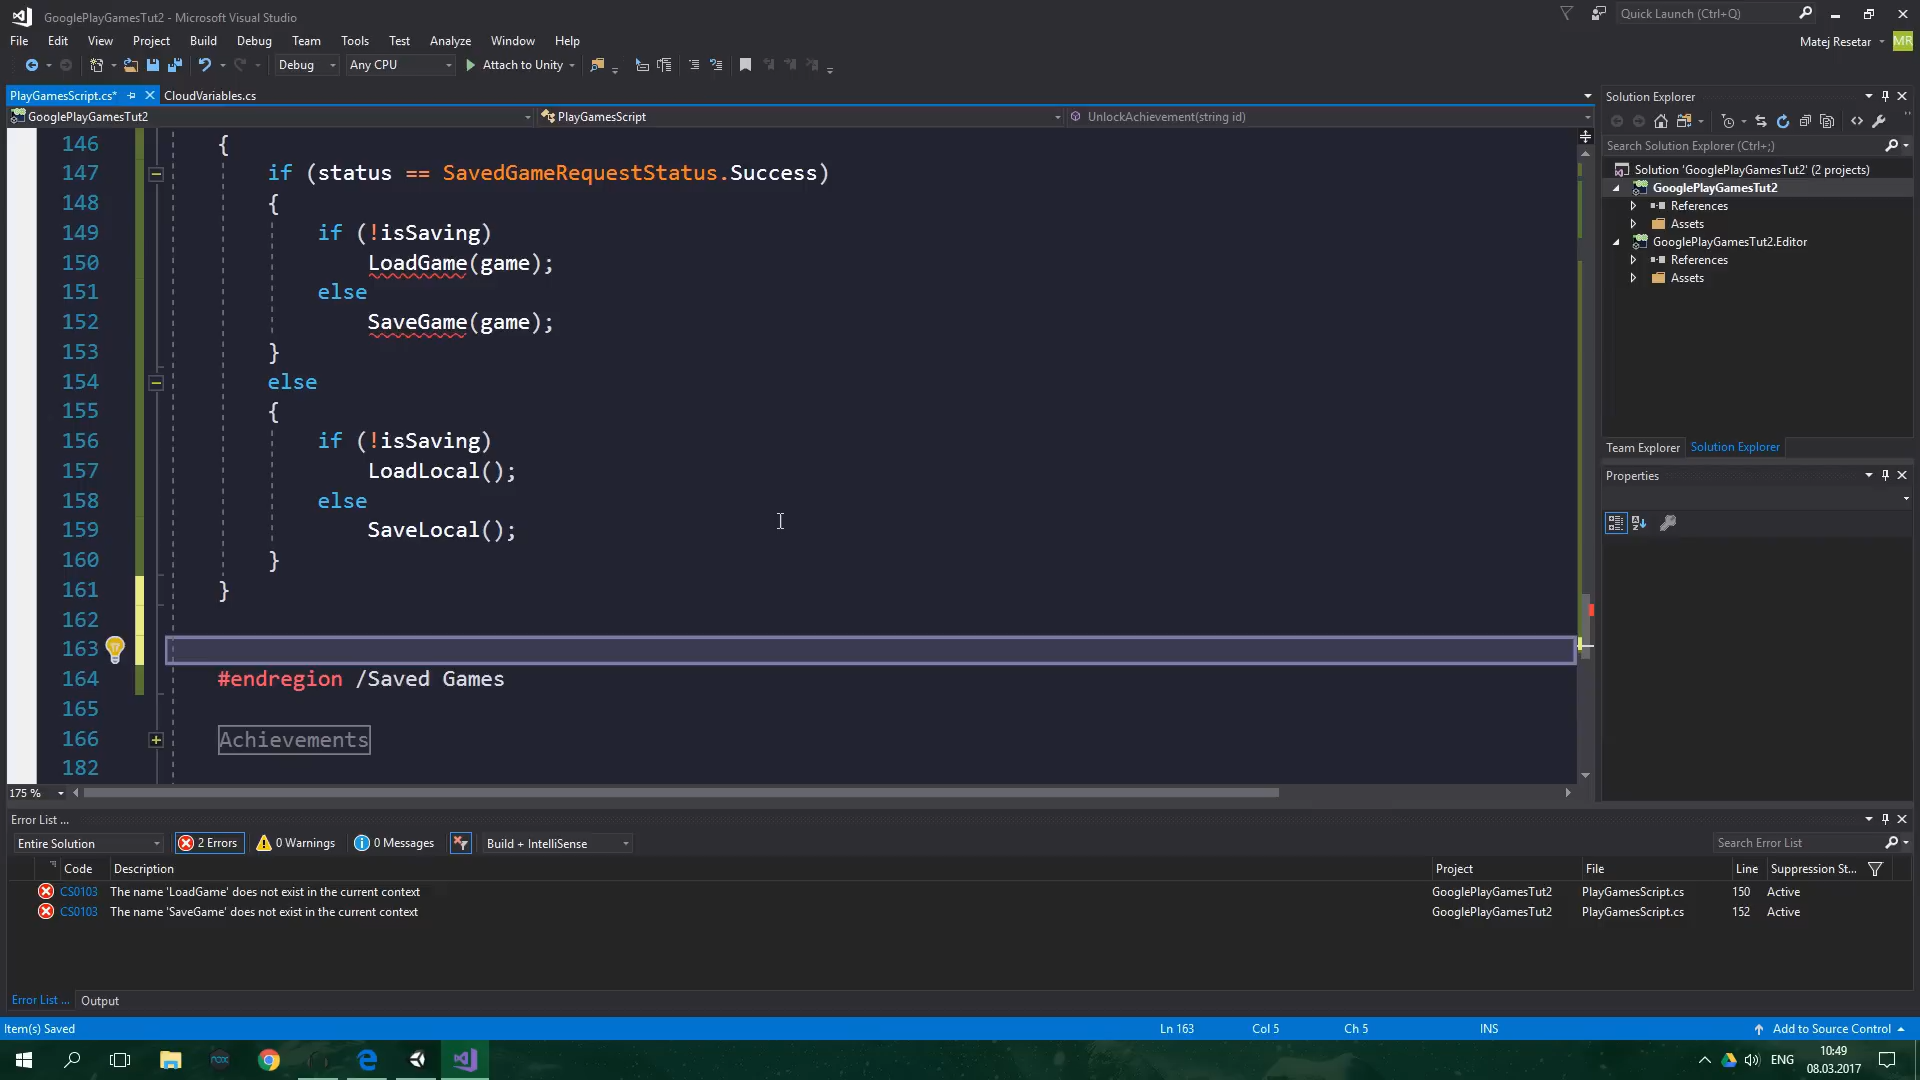 GooglePlayGamesTut2 - Microsoft Visual Studio
Quick Launch (Ctrl+Q)
File Edit View Project Build Debug Team Tools Test Analyze Window Help
Matej Resetar MR
Debug Any CPU Attach to Unity
PlayGamesScript.cs* CloudVariables.cs
GooglePlayGamesTut2 PlayGamesScript UnlockAchievement(string id)
146 {
147 if (status == SavedGameRequestStatus.Success)
148 {
149 if (!isSaving)
150 LoadGame(game);
151 else
152 SaveGame(game);
153 }
154 else
155 {
156 if (!isSaving)
157 LoadLocal();
158 else
159 SaveLocal();
160 }
161 }
162
163
164 #endregion /Saved Games
165
166 Achievements
182
175 %
Solution Explorer
Search Solution Explorer (Ctrl+;)
Solution 'GooglePlayGamesTut2' (2 projects)
GooglePlayGamesTut2
References
Assets
GooglePlayGamesTut2.Editor
References
Assets
Team Explorer Solution Explorer
Properties
Error List ...
Entire Solution 2 Errors 0 Warnings 0 Messages Build + IntelliSense Search Error List
Code Description Project File Line Suppression St...
CS0103 The name 'LoadGame' does not exist in the current context GooglePlayGamesTut2 PlayGamesScript.cs 150 Active
CS0103 The name 'SaveGame' does not exist in the current context GooglePlayGamesTut2 PlayGamesScript.cs 152 Active
Error List ... Output
Item(s) Saved Ln 163 Col 5 Ch 5 INS Add to Source Control
nox
ENG 10:49
08.03.2017